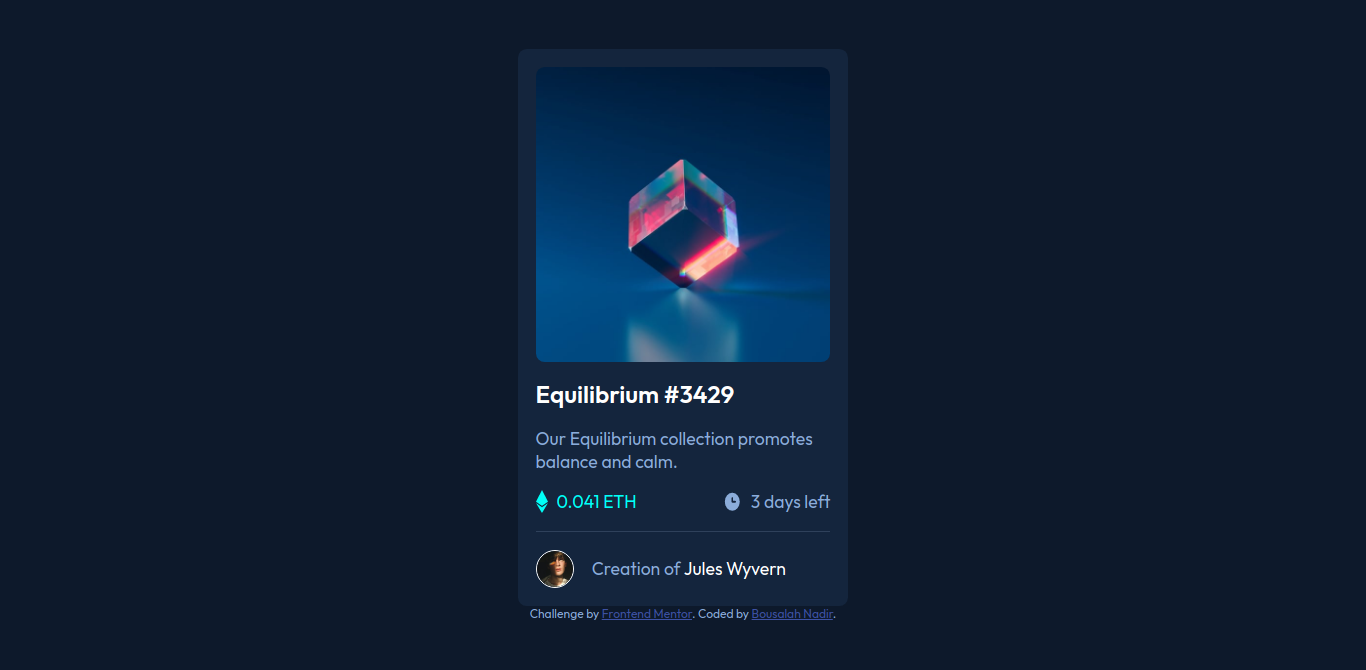 Equilibrium #3429
Our Equilibrium collection promotes
balance and calm.
0.041 ETH 3 days left
Creation of Jules Wyvern
Challenge by Frontend Mentor. Coded by Bousalah Nadir.